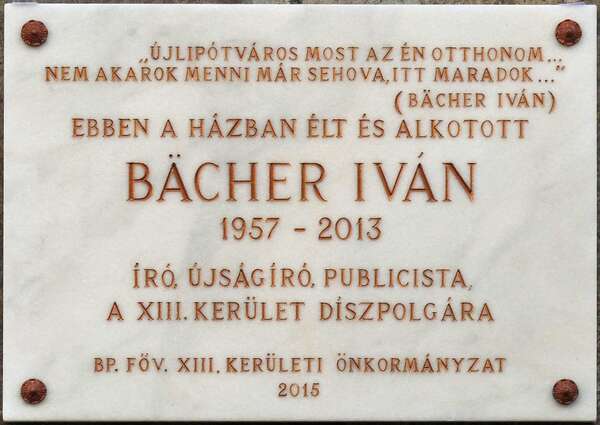 „ÚJLIPÓTVÁROS MOST AZ ÉN OTTHONOM...
NEM AKAROK MENNI MÁR SEHOVA, ITT MARADOK..."
(BÄCHER IVÁN)
EBBEN A HÁZBAN ÉLT ÉS ALKOTOTT
BÄCHER IVÁN
1957 - 2013
ÍRÓ, ÚJSÁGÍRÓ, PUBLICISTA,
A XIII. KERÜLET DÍSZPOLGÁRA
BP. FŐV. XIII. KERÜLETI ÖNKORMÁNYZAT
2015